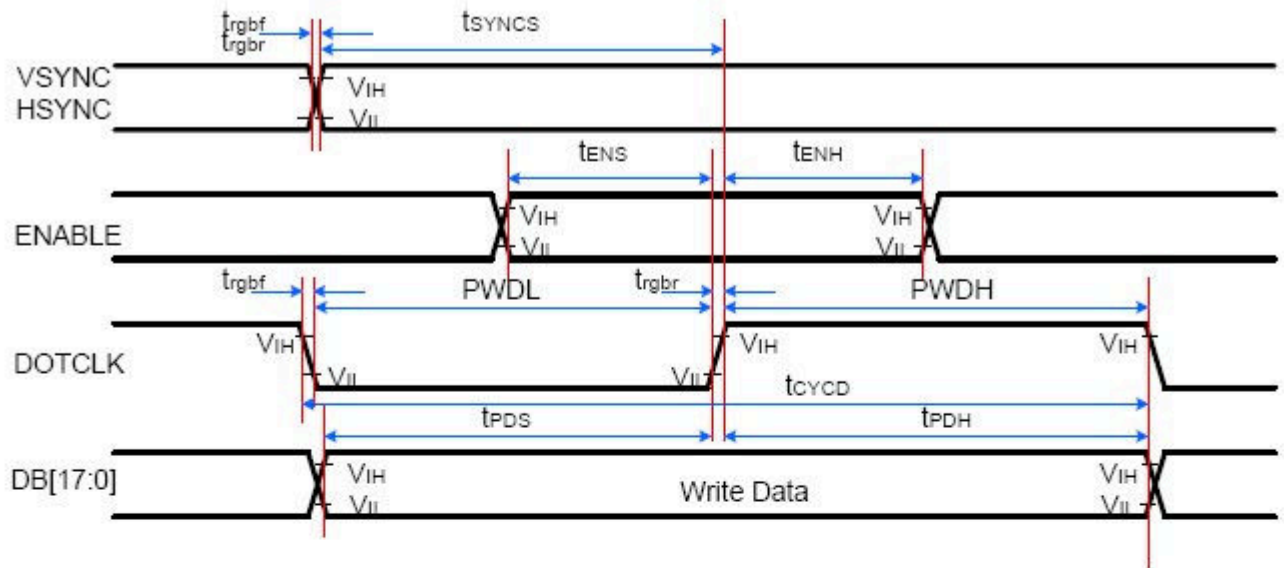 trgbf
trgbr
tSYNCS
VSYNC
HSYNC
VIH
VIL
tENS
tENH
ENABLE
VIH
VIL
VIH
VIL
trgbf
PWDL
trgbr
PWDH
DOTCLK
VIH
VIL
VIL
VIH
VIH
tCYCD
tPDS
tPDH
DB[17:0]
VIH
VIL
Write Data
VIH
VIL